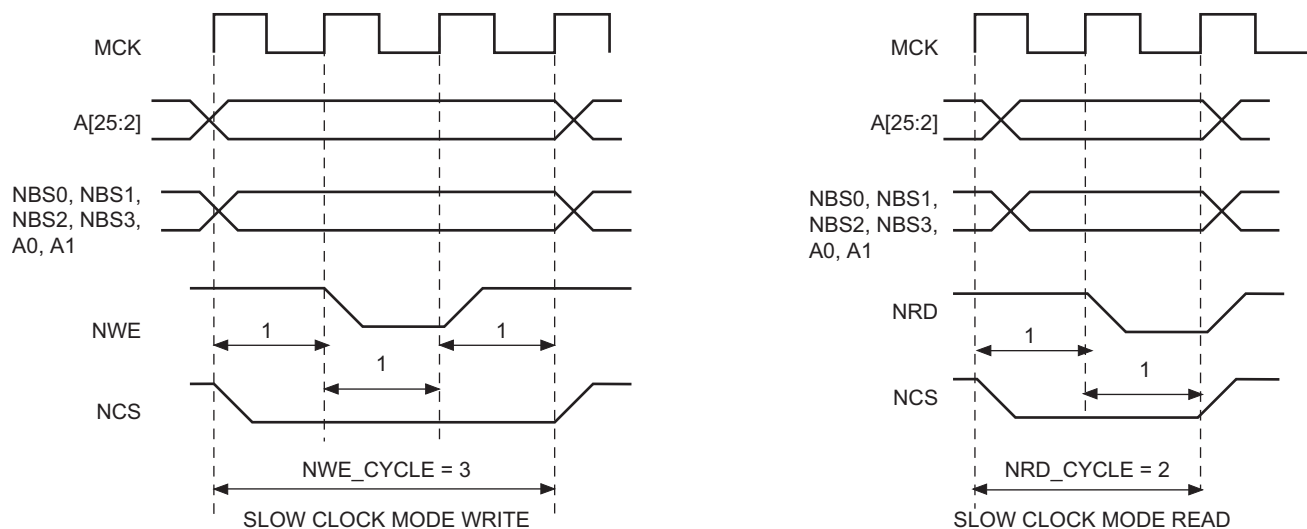 MCK
A[25:2]
NBS0, NBS1,
NBS2, NBS3,
A0, A1
NWE
1
1
1
NCS
NWE_CYCLE = 3
SLOW CLOCK MODE WRITE
MCK
A[25:2]
NBS0, NBS1,
NBS2, NBS3,
A0, A1
NRD
1
1
NCS
NRD_CYCLE = 2
SLOW CLOCK MODE READ